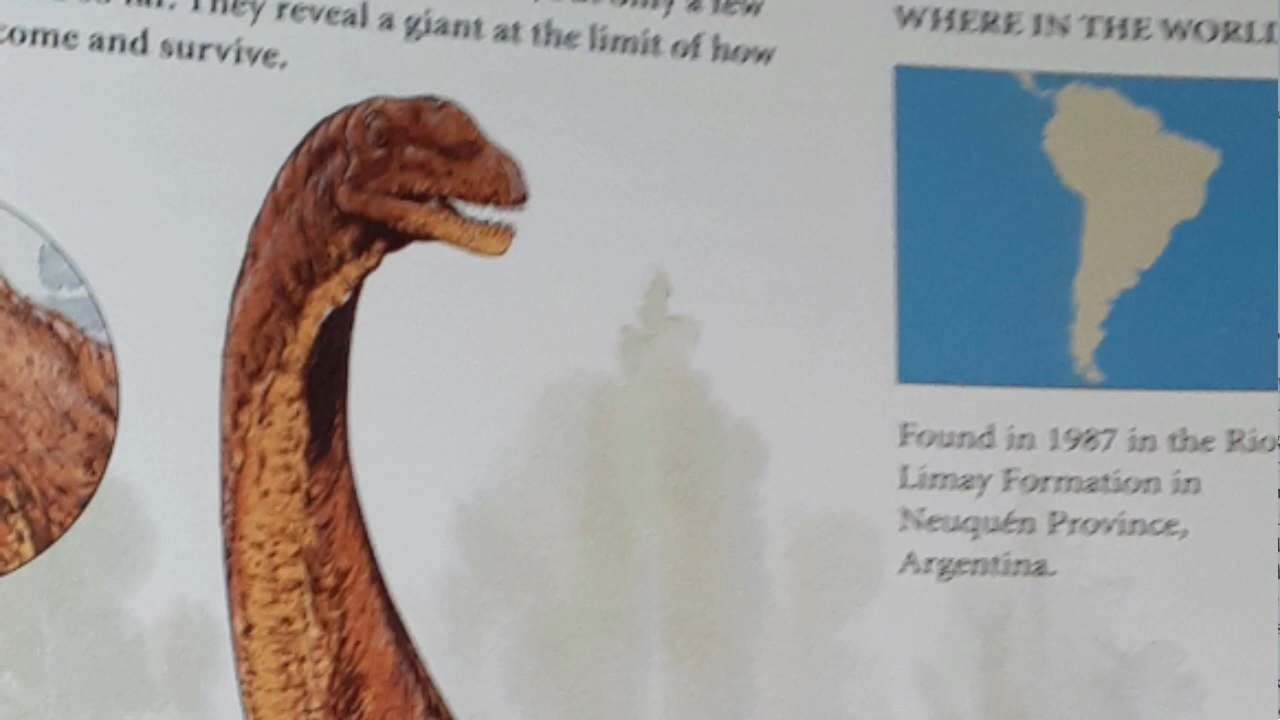 They reveal a giant at the limit of how
come and survive.
WHERE IN THE WORLD
Found in 1987 in the Rio
Limay Formation in
Neuquén Province,
Argentina.